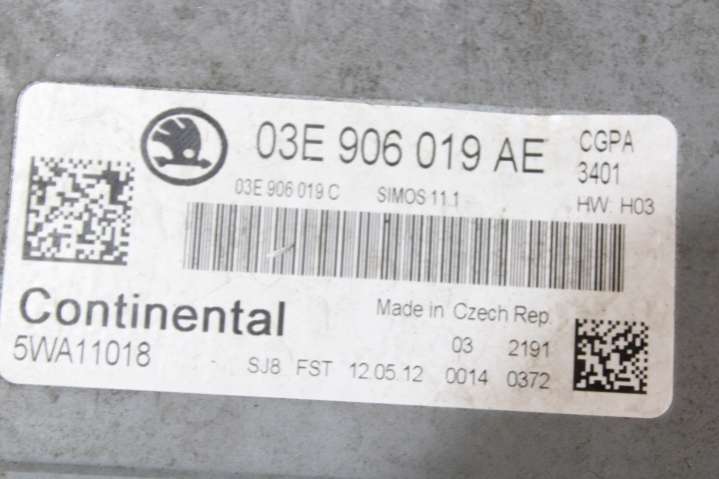 03E 906 019 AE CGPA
3401
03E 906 019 C SIMOS 11.1 HW: H03
Continental Made in Czech Rep.
5WA11018 03 2191
SJ8 FST 12.05.12 0014 0372